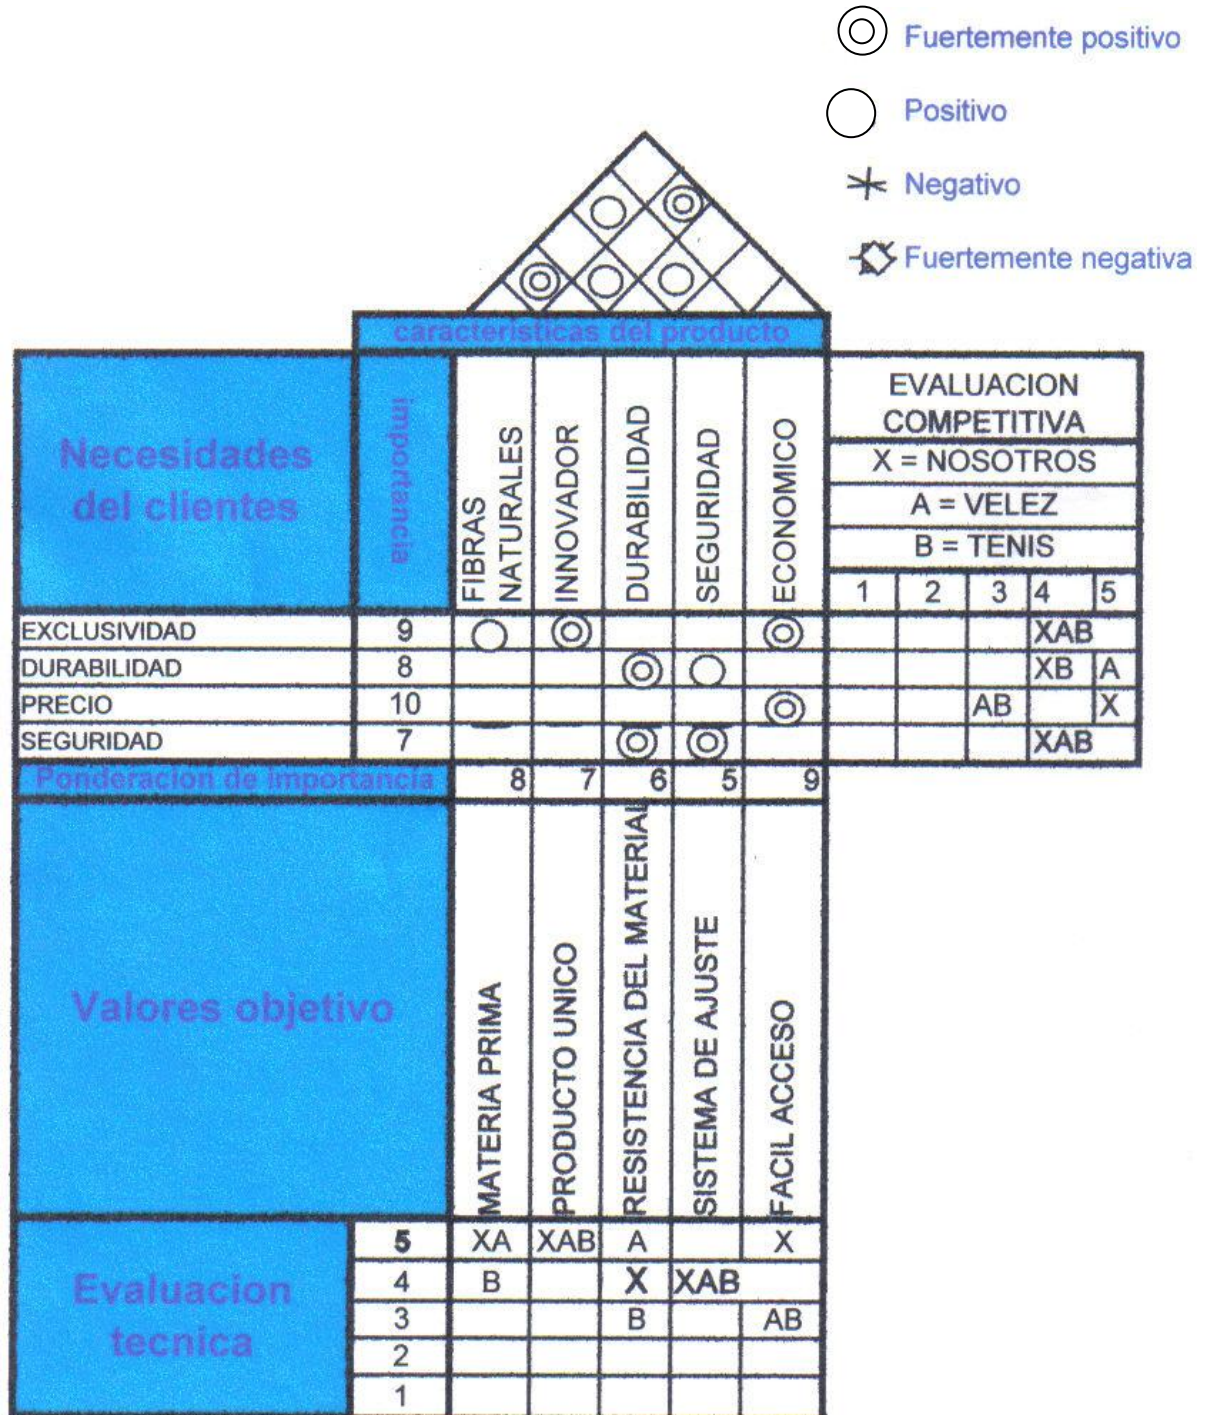 Fuertemente positivo
Positivo
Negativo
Fuertemente negativa
caracteristicas del producto
Necesidades
del clientes
importancia
FIBRAS
NATURALES
INNOVADOR
DURABILIDAD
SEGURIDAD
ECONOMICO
EVALUACION
COMPETITIVA
X = NOSOTROS
A = VELEZ
B = TENIS
1 2 3 4 5
EXCLUSIVIDAD 9 XAB
DURABILIDAD 8 XB A
PRECIO 10 AB X
SEGURIDAD 7 XAB
Ponderacion de importancia 8 7 6 5 9
Valores objetivo
MATERIA PRIMA
PRODUCTO UNICO
RESISTENCIA DEL MATERIAL
SISTEMA DE AJUSTE
FACIL ACCESO
Evaluacion
tecnica
5 XA XAB A X
4 B X XAB
3 B AB
2
1